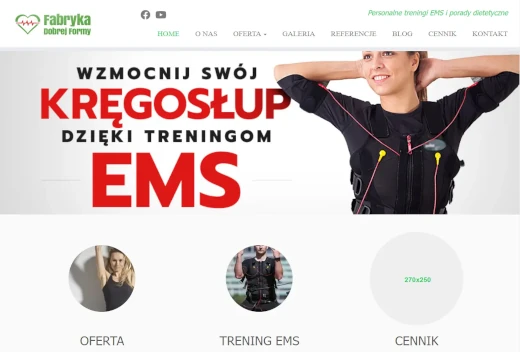 Fabryka
Dobrej Formy
Personalne treningi EMS i porady dietetyczne
HOME O NAS OFERTA GALERIA REFERENCJE BLOG CENNIK KONTAKT
WZMOCNIJ SWÓJ
KRĘGOSŁUP
DZIĘKI TRENINGOM
EMS
270x250
OFERTA TRENING EMS CENNIK